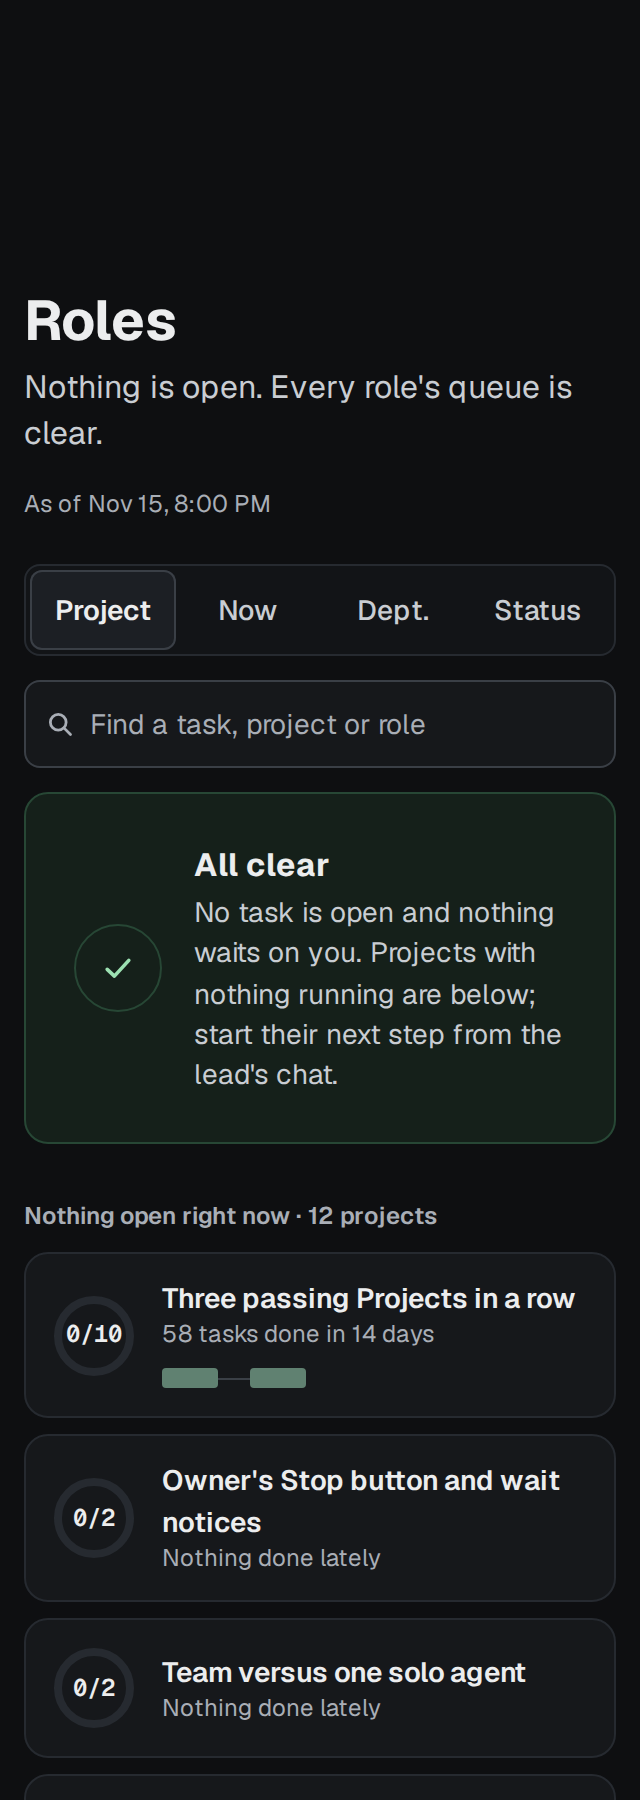 Roles
Nothing is open. Every role's queue is
clear.
As of Nov 15, 8:00 PM
Project
Now
Dept.
Status
Find a task, project or role
All clear
No task is open and nothing
waits on you. Projects with
nothing running are below;
start their next step from the
lead's chat.
Nothing open right now · 12 projects
0/10
Three passing Projects in a row
58 tasks done in 14 days
0/2
Owner's Stop button and wait
notices
Nothing done lately
0/2
Team versus one solo agent
Nothing done lately